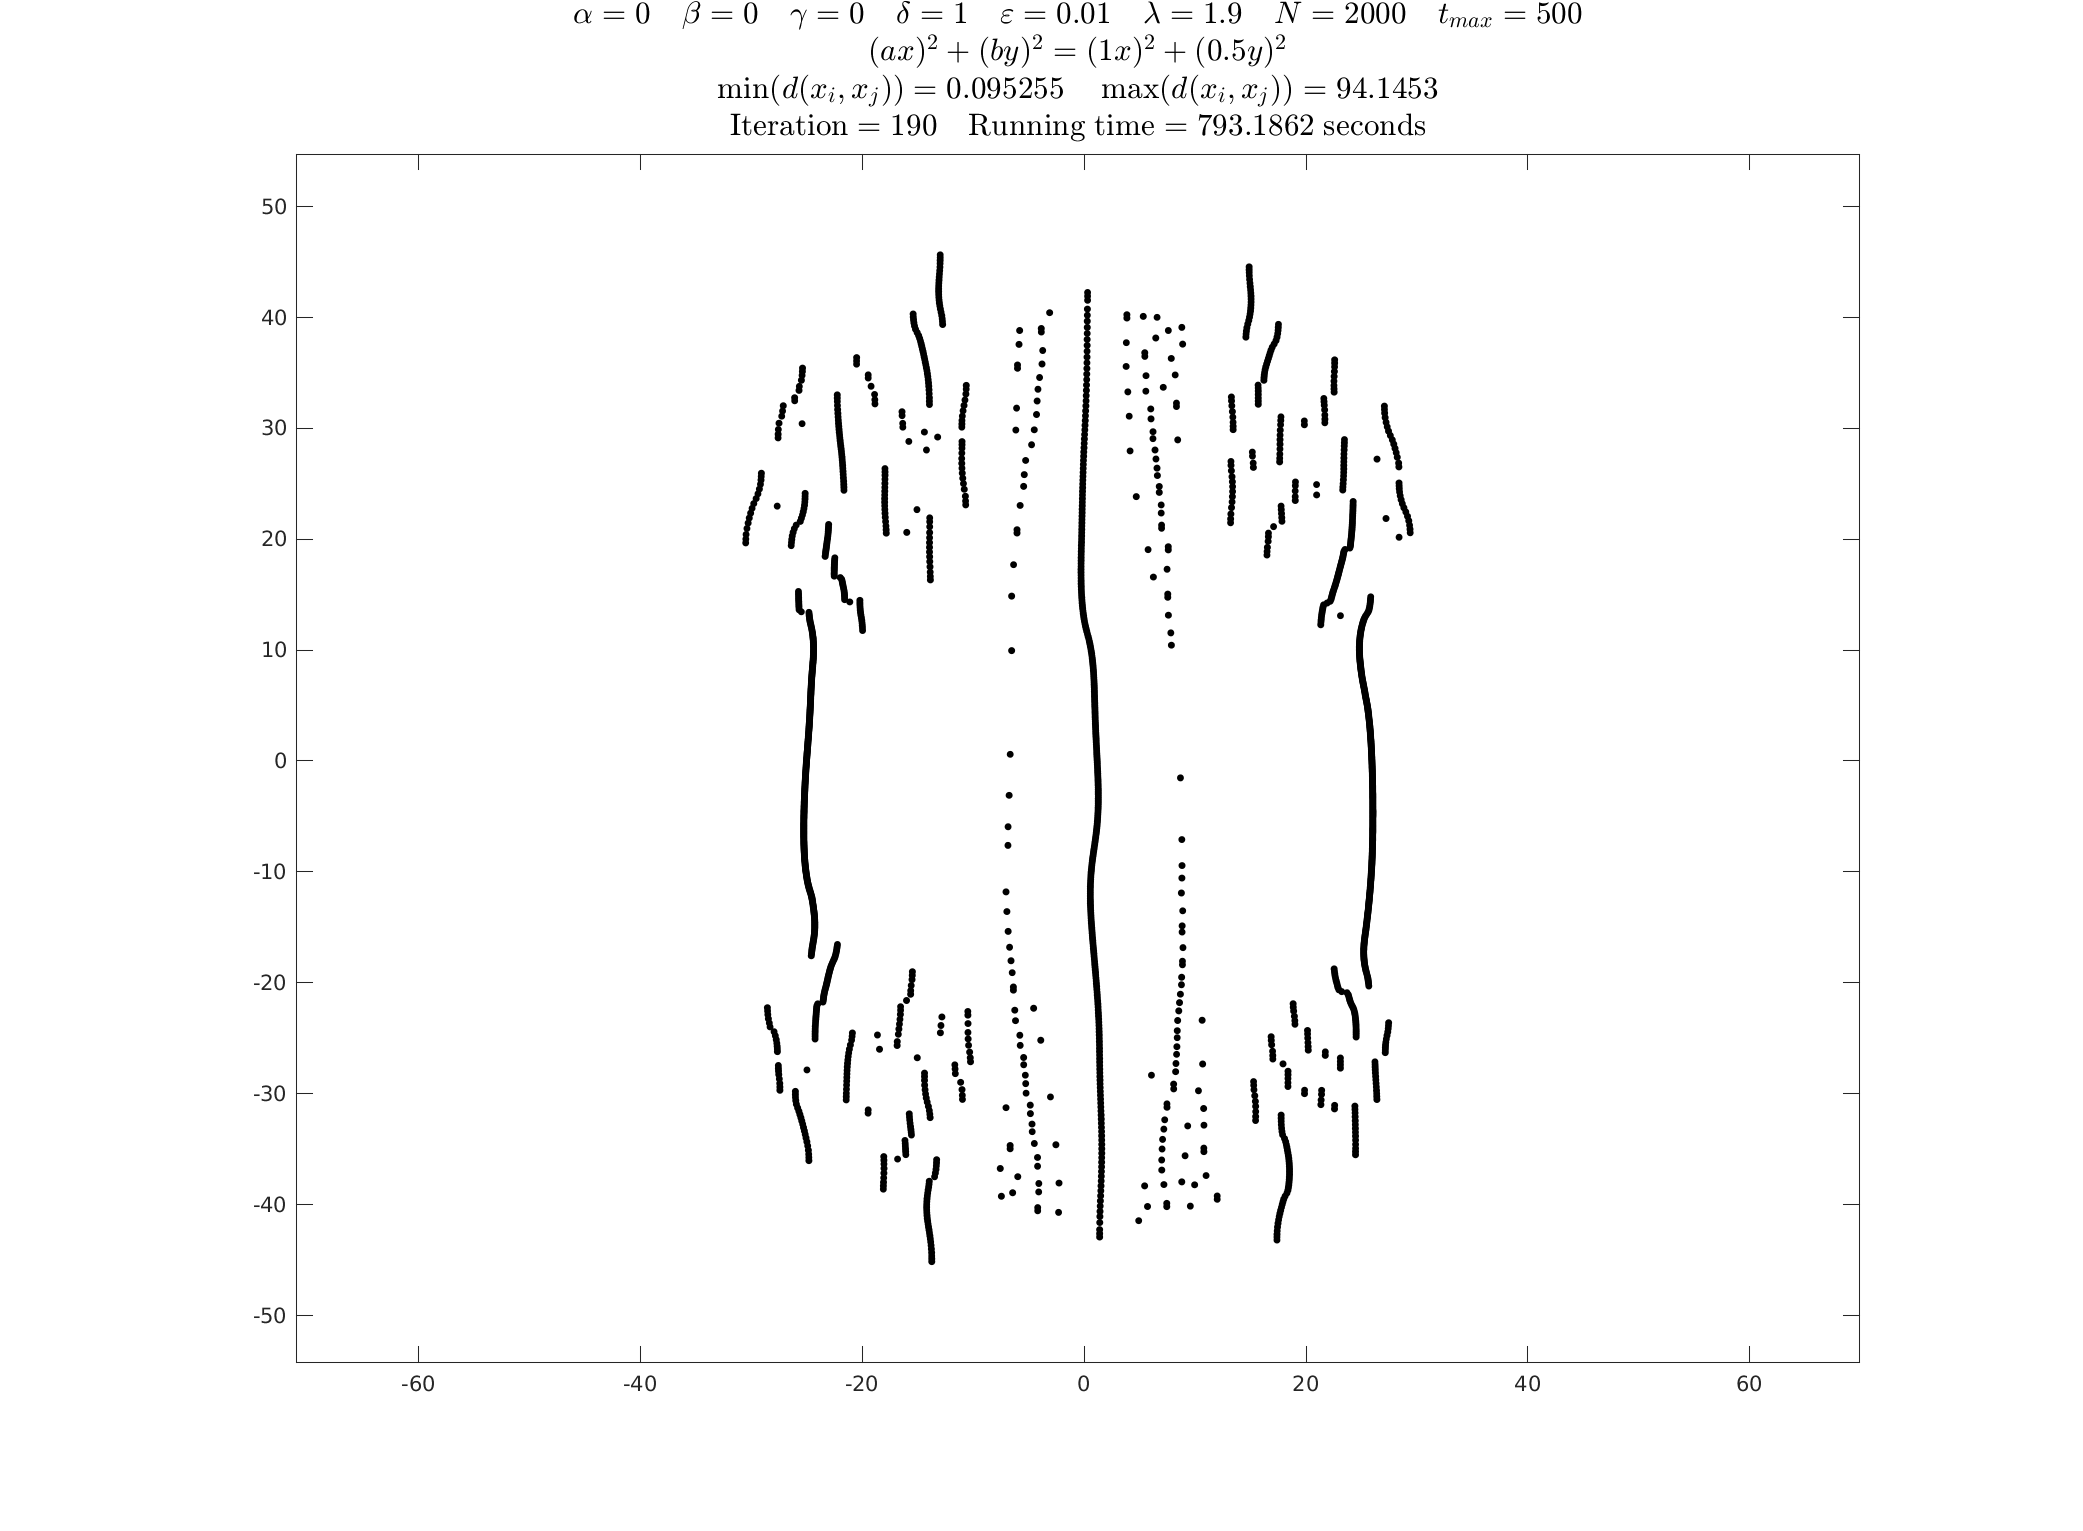 α = 0 β = 0 γ = 0 δ = 1 ε = 0.01 λ = 1.9 N = 2000 t_{max} = 500
(ax)² + (by)² = (1x)² + (0.5y)²
min(d(x_i, x_j)) = 0.095255 max(d(x_i, x_j)) = 94.1453
Iteration = 190 Running time = 793.1862 seconds
50
40
30
20
10
0
-10
-20
-30
-40
-50
-60 -40 -20 0 20 40 60